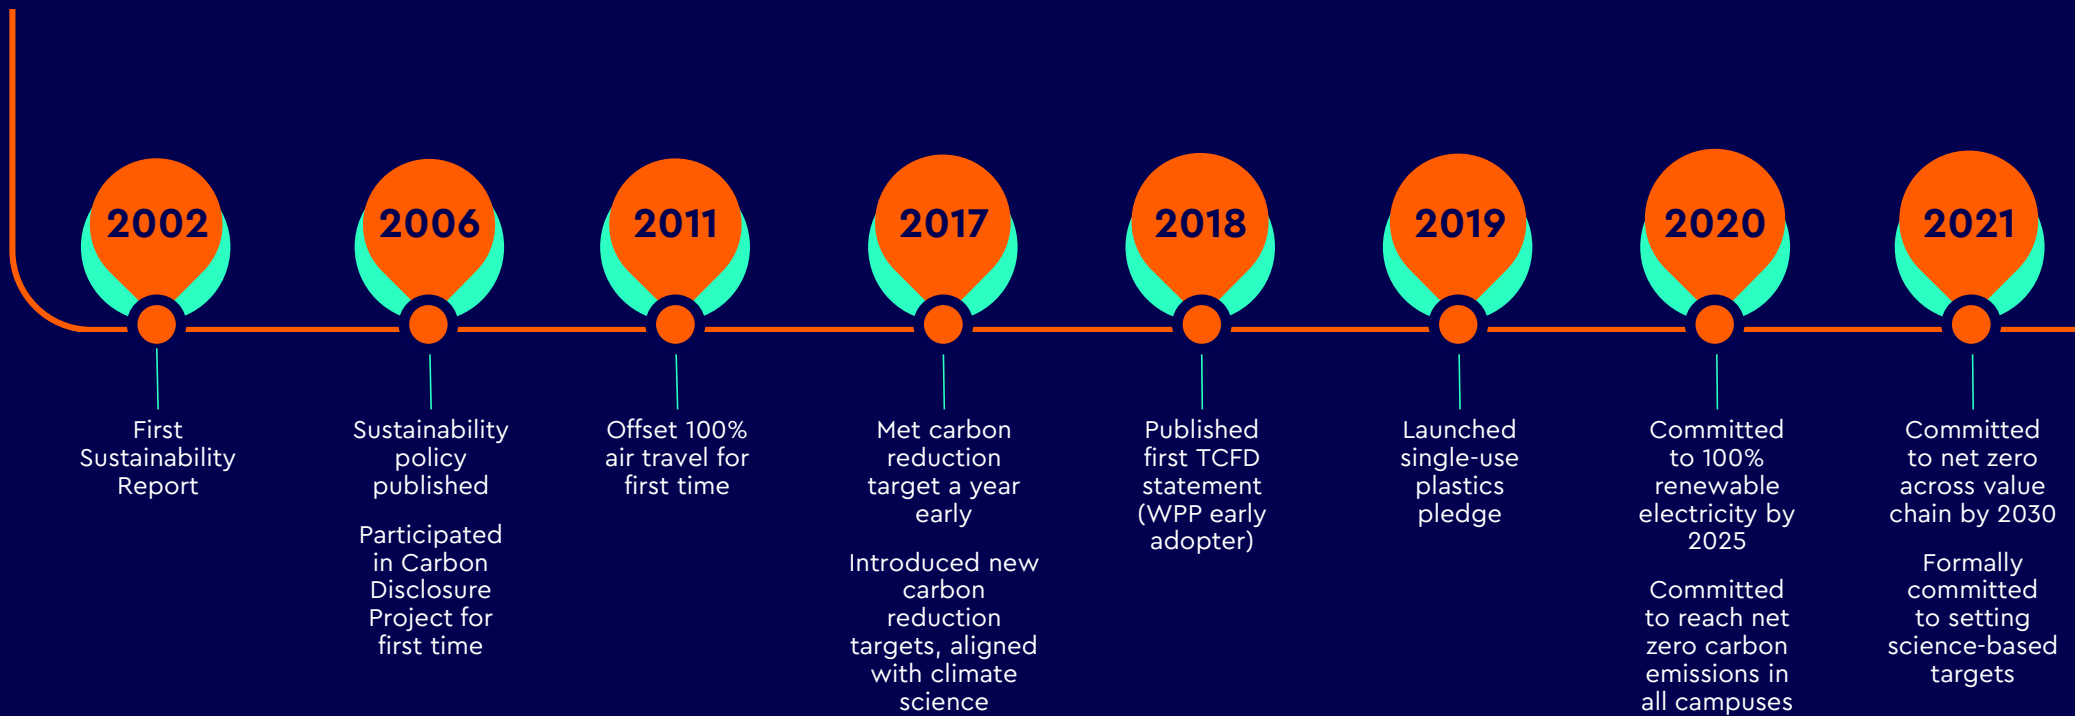 2002
First
Sustainability
Report
2006
Sustainability
policy
published
Participated
in Carbon
Disclosure
Project for
first time
2011
Offset 100%
air travel for
first time
2017
Met carbon
reduction
target a year
early
Introduced new
carbon
reduction
targets, aligned
with climate
science
2018
Published
first TCFD
statement
(WPP early
adopter)
2019
Launched
single-use
plastics
pledge
2020
Committed
to 100%
renewable
electricity by
2025
Committed
to reach net
zero carbon
emissions in
all campuses
2021
Committed
to net zero
across value
chain by 2030
Formally
committed
to setting
science-based
targets